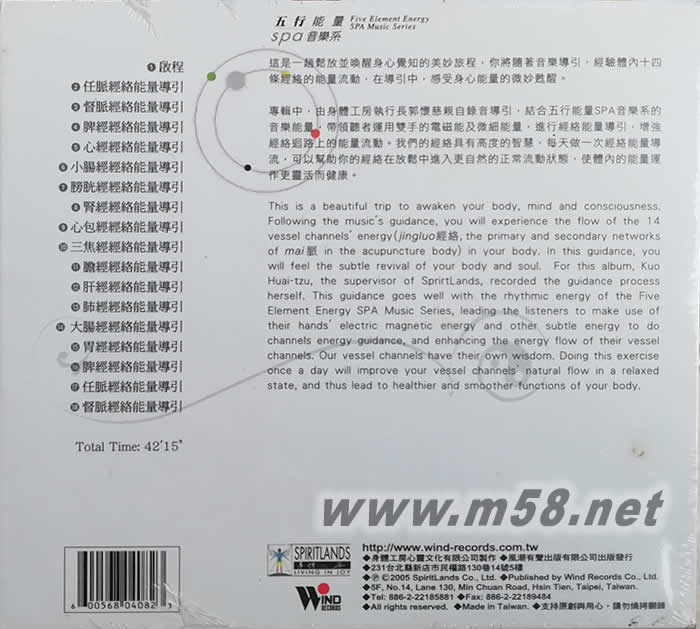 五行能量 Five Element Energy
spa音樂系 SPA Music Series
❶ 啟程
❷ 任脈經絡能量導引
❸ 督脈經絡能量導引
❹ 脾經經絡能量導引
❺ 心經經絡能量導引
❻ 小腸經經絡能量導引
❼ 膀胱經經絡能量導引
❽ 腎經經絡能量導引
❾ 心包經經絡能量導引
❿ 三焦經經絡能量導引
⓫ 膽經經絡能量導引
⓬ 肝經經絡能量導引
⓭ 肺經經絡能量導引
⓮ 大腸經經絡能量導引
⓯ 胃經經絡能量導引
⓰ 脾經經絡能量導引
⓱ 任脈經絡能量導引
⓲ 督脈經絡能量導引
Total Time: 42'15"
這是一趟鬆放並喚醒身心覺知的美妙旅程，你將隨著音樂導引，經驗體內十四
條經絡的能量流動，在導引中，感受身心能量的微妙甦醒。
專輯中，由身體工房執行長郭懷慈親自錄音導引，結合五行能量SPA音樂系的
音樂能量，帶領聽者運用雙手的電磁能及微細能量，進行經絡能量導引，增強
經絡迴路上的能量流動。我們的經絡具有高度的智慧，每天做一次經絡能量導
流，可以幫助你的經絡在放鬆中進入更自然的正常流動狀態，使體內的能量運
作更靈活而健康。
This is a beautiful trip to awaken your body, mind and consciousness.
Following the music's guidance, you will experience the flow of the 14
vessel channels' energy(jingluo經絡, the primary and secondary networks
of mai脈 in the acupuncture body) in your body. In this guidance, you
will feel the subtle revival of your body and soul. For this album, Kuo
Huai-tzu, the supervisor of SprirtLands, recorded the guidance process
herself. This guidance goes well with the rhythmic energy of the Five
Element Energy SPA Music Series, leading the listeners to make use of
their hands' electric magnetic energy and other subtle energy to do
channels energy guidance, and enhancing the energy flow of their vessel
channels. Our vessel channels have their own wisdom. Doing this exercise
once a day will improve your vessel channels' natural flow in a relaxed
state, and thus lead to healthier and smoother functions of your body.
www.m58.net
6 00568 04082 3
SPIRITLANDS
LIVING IN JOY
WIND
RECORDS
http://www.wind-records.com.tw
◆身體工房心靈文化有限公司製作 ◆風潮有聲出版有限公司出版發行
◆231台北縣新店市民權路130巷14號5樓
◆Ⓟ ©2005 SpiritLands Co., Ltd. ◆Published by Wind Records Co., Ltd.
◆5F, No.14, Lane 130, Min Chuan Road, Hsin Tien, Taipei, Taiwan.
◆Tel: 886-2-22185881 ◆Fax: 886-2-22189484
◆All rights reserved. ◆Made in Taiwan. ◆支持原創與用心，請勿燒拷翻錄